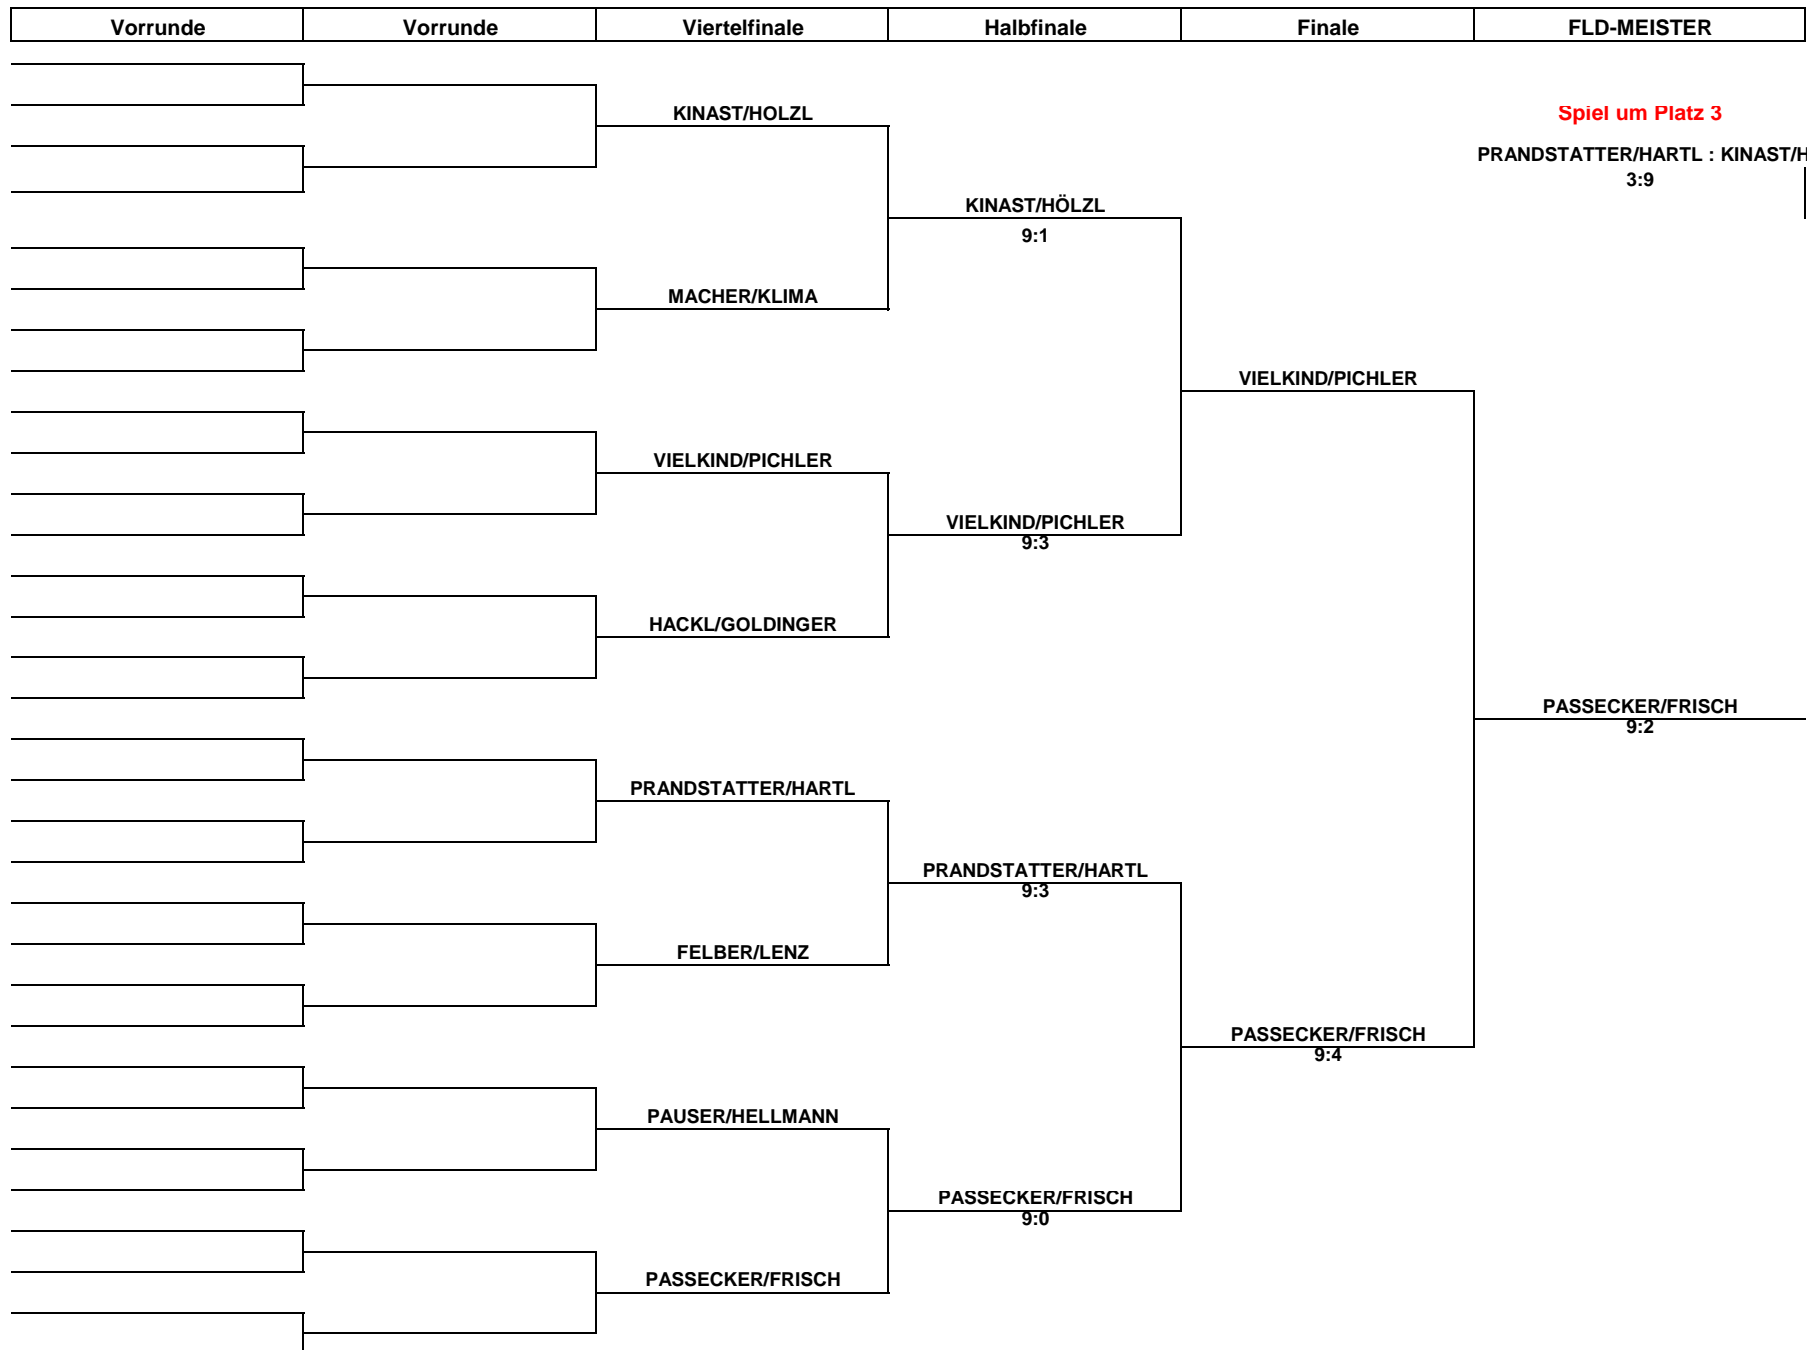 Vorrunde Vorrunde Viertelfinale Halbfinale Finale FLD-MEISTER
KINAST/HOLZL
Spiel um Platz 3
PRANDSTATTER/HARTL : KINAST/H
3:9
KINAST/HÖLZL
9:1
MACHER/KLIMA
VIELKIND/PICHLER
VIELKIND/PICHLER
VIELKIND/PICHLER
9:3
HACKL/GOLDINGER
PASSECKER/FRISCH
9:2
PRANDSTATTER/HARTL
PRANDSTATTER/HARTL
9:3
FELBER/LENZ
PASSECKER/FRISCH
9:4
PAUSER/HELLMANN
PASSECKER/FRISCH
9:0
PASSECKER/FRISCH